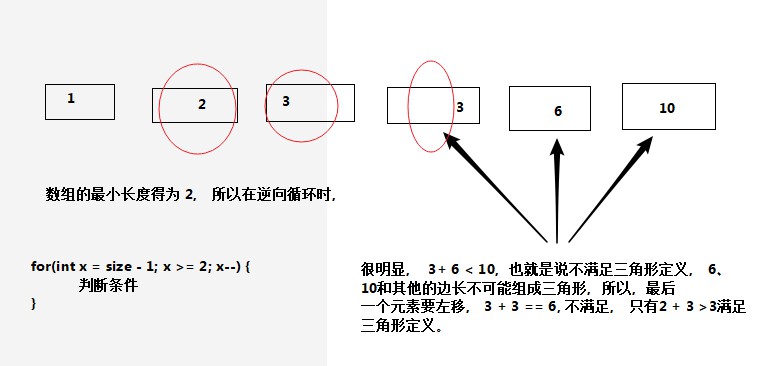 1 2 3 3 6 10
数组的最小长度得为 2, 所以在逆向循环时,
for(int x = size - 1; x >= 2; x--) {
判断条件
}
很明显, 3+ 6 < 10, 也就是说不满足三角形定义, 6、
10和其他的边长不可能组成三角形, 所以, 最后
一个元素要左移, 3 + 3 == 6, 不满足, 只有2 + 3 >3满足
三角形定义。